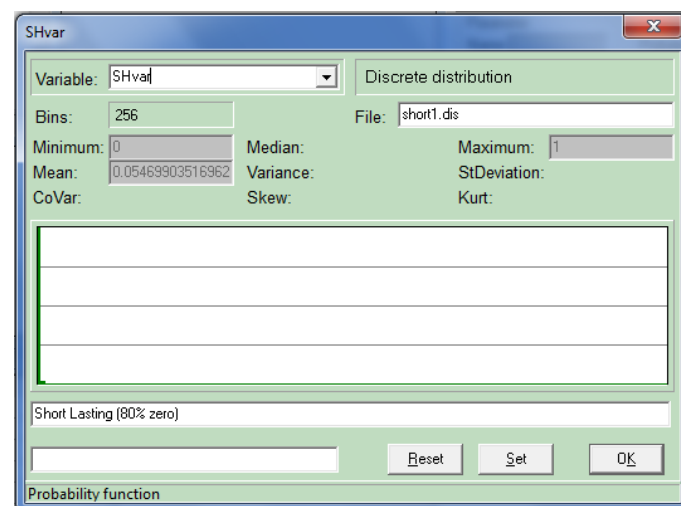 SHvar
Variable: SHvar Discrete distribution
Bins: 256 File: short1.dis
Minimum: 0 Median: Maximum: 1
Mean: 0.05469903516962 Variance: StDeviation:
CoVar: Skew: Kurt:
Short Lasting (80% zero)
Reset Set OK
Probability function